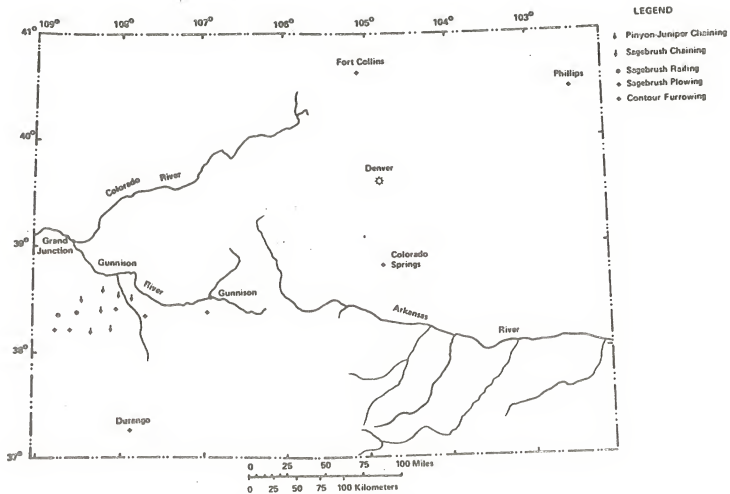 109° 108° 107° 106° 105° 104° 103°
41°
40°
39°
38°
37°
LEGEND
Pinyon-Juniper Chaining
Sagebrush Chaining
Sagebrush Railing
Sagebrush Plowing
Contour Furrowing
Fort Collins
Phillips
Denver
Colorado River
Grand Junction
Gunnison River
Gunnison
Colorado Springs
Arkansas River
Durango
0 25 50 75 100 Miles
0 25 50 75 100 Kilometers